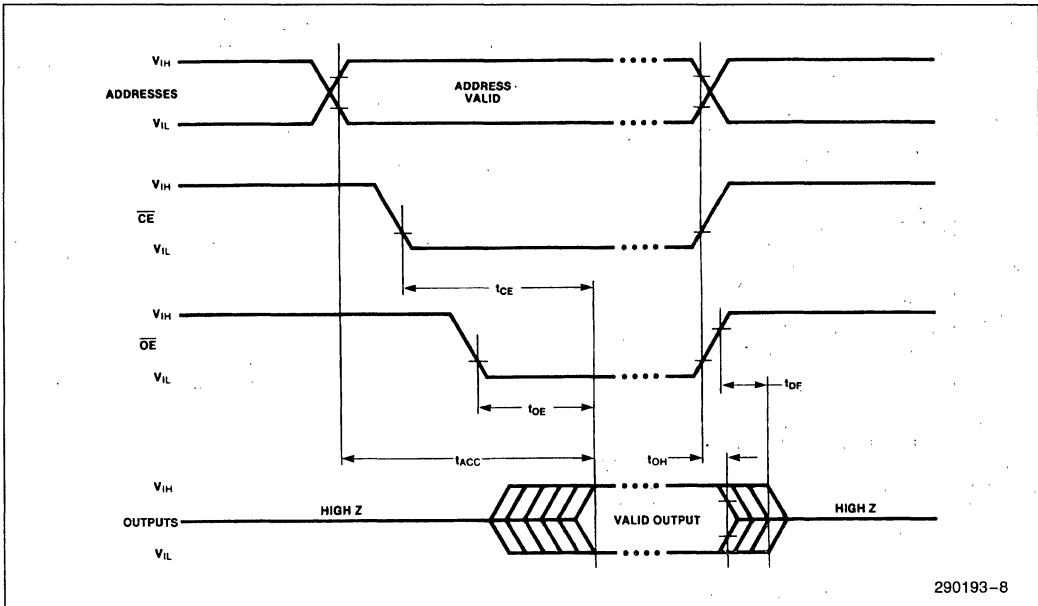 VIH
ADDRESSES
ADDRESS
VALID
VIL
VIH
CE
VIL
tCE
VIH
OE
VIL
tDF
tOE
tACC
tOH
VIH
HIGH Z
OUTPUTS
VALID OUTPUT
HIGH Z
VIL
290193-8